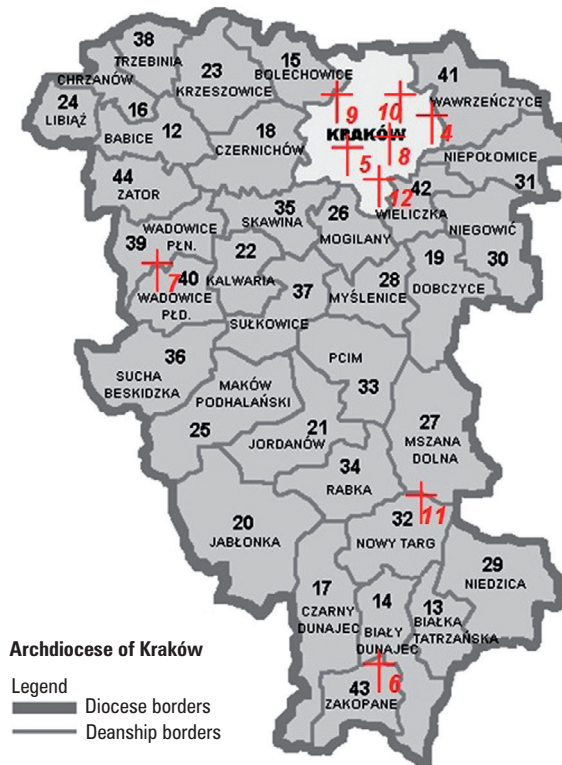 38
TRZEBINIA
15
BOLECHOWICE
CHRZANÓW
23
KRZESZOWICE
41
WAWRZEŃCZYCE
24
LIBIĄŻ
16
BABICE
12
18
CZERNICHÓW
9
10
4
KRAKÓW
5
8
NIEPOŁOMICE
31
44
ZATOR
12
42
WIELICZKA
35
SKAWINA
26
MOGILANY
NIEGOWIĆ
30
WADOWICE
PŁN.
39
22
KALWARIA
19
DOBCZYCE
7
40
WADOWICE
PŁD.
37
SUŁKOWICE
28
MYŚLENICE
36
SUCHA
BESKIDZKA
PCIM
33
MAKÓW
PODHALAŃSKI
25
21
JORDANÓW
27
MSZANA
DOLNA
34
RABKA
11
20
JABŁONKA
32
NOWY TARG
29
NIEDZICA
17
CZARNY
DUNAJEC
14
BIAŁY
DUNAJEC
13
BIAŁKA
TATRZAŃSKA
6
43
ZAKOPANE
Archdiocese of Kraków
Legend
Diocese borders
Deanship borders